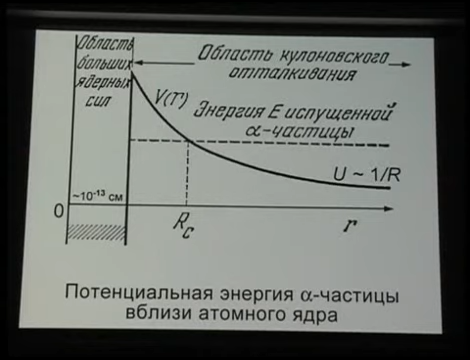 Область
больших
ядерных
сил
Область кулоновского
отталкивания
V(r)
Энергия E испущенной
α-частицы
U ~ 1/R
~10⁻¹³ см
0
R_c
r
Потенциальная энергия α-частицы
вблизи атомного ядра